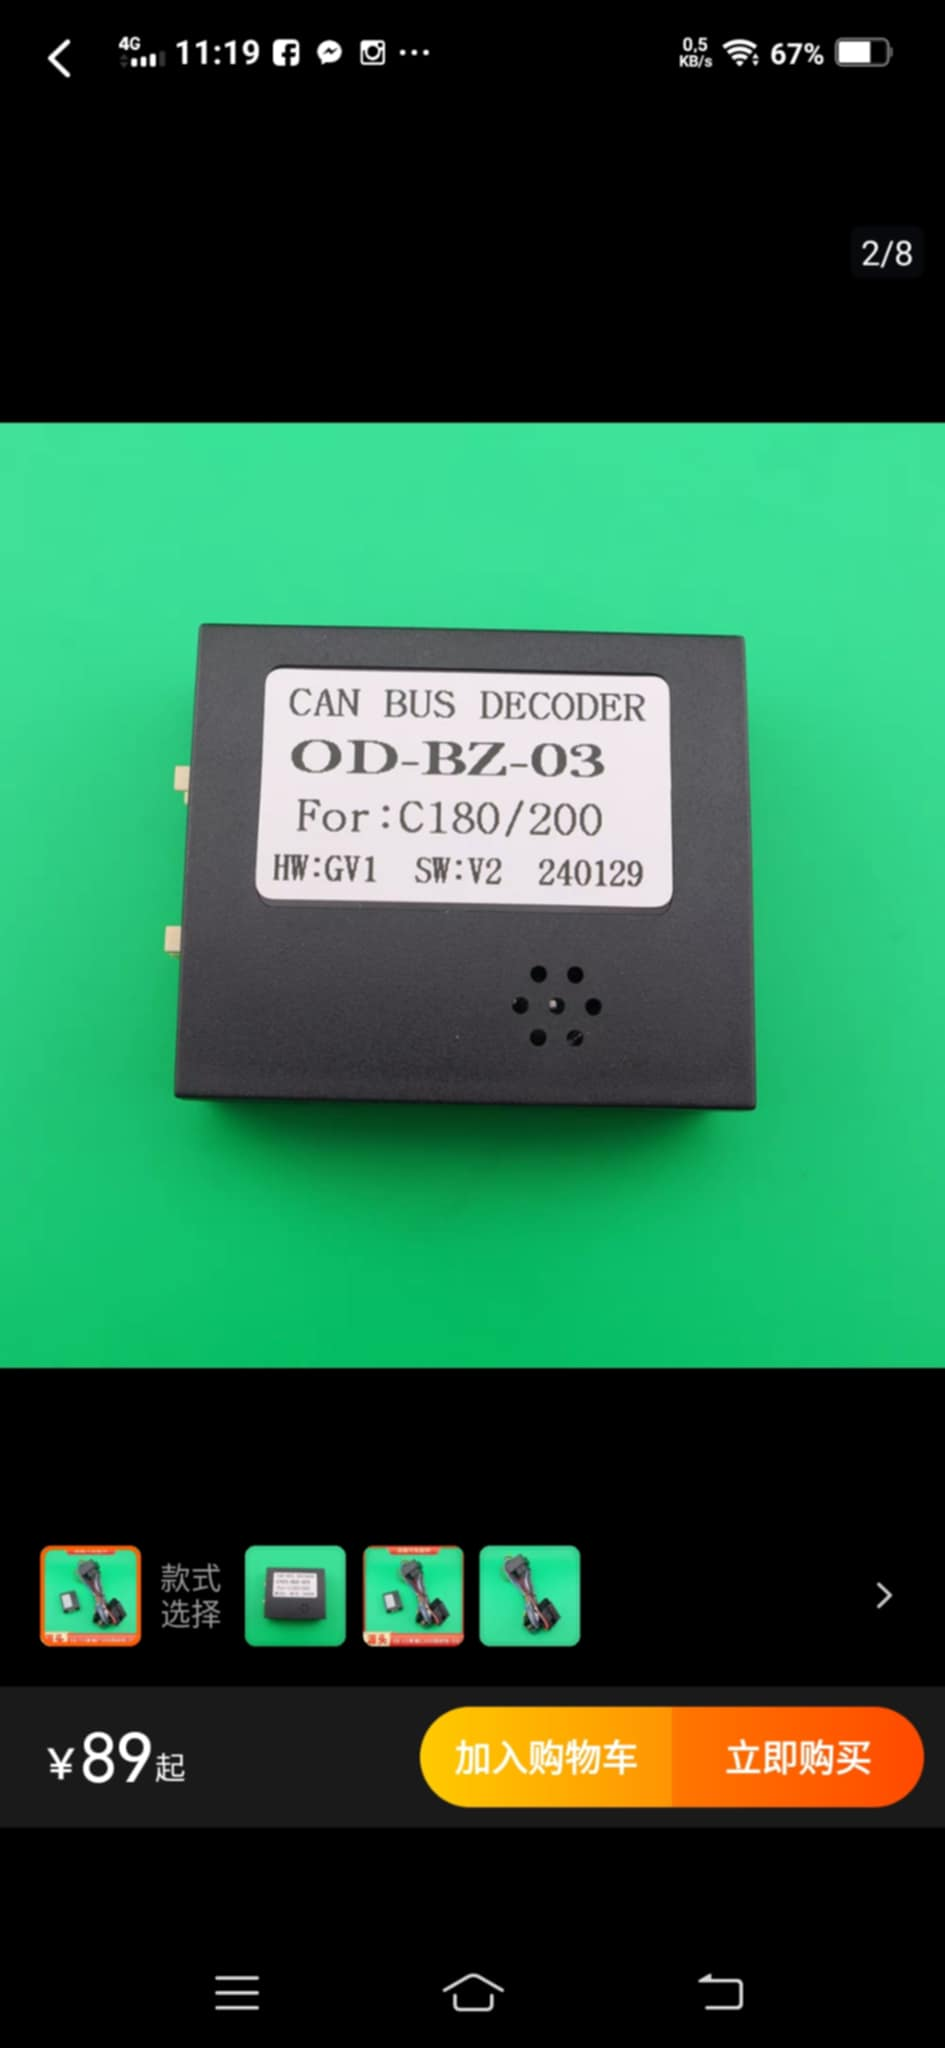 4G 11:19 0,5 KB/s 67%
2/8
CAN BUS DECODER
OD-BZ-03
For:C180/200
HW:GV1 SW:V2 240129
款式
选择
¥89起
加入购物车
立即购买